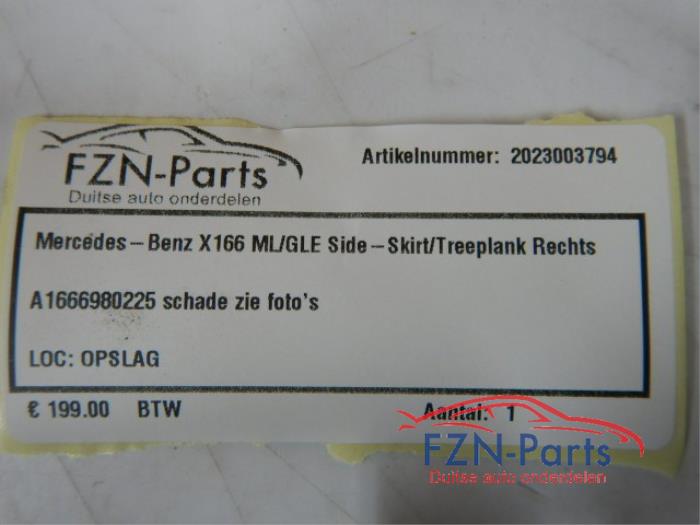 FZN-Parts
Duitse auto onderdelen
Artikelnummer: 2023003794
Mercedes-Benz X166 ML/GLE Side-Skirt/Treeplank Rechts
A1666980225 schade zie foto's
LOC: OPSLAG
€ 199.00 BTW
Aantal: 1
FZN-Parts
Duitse auto onderdelen